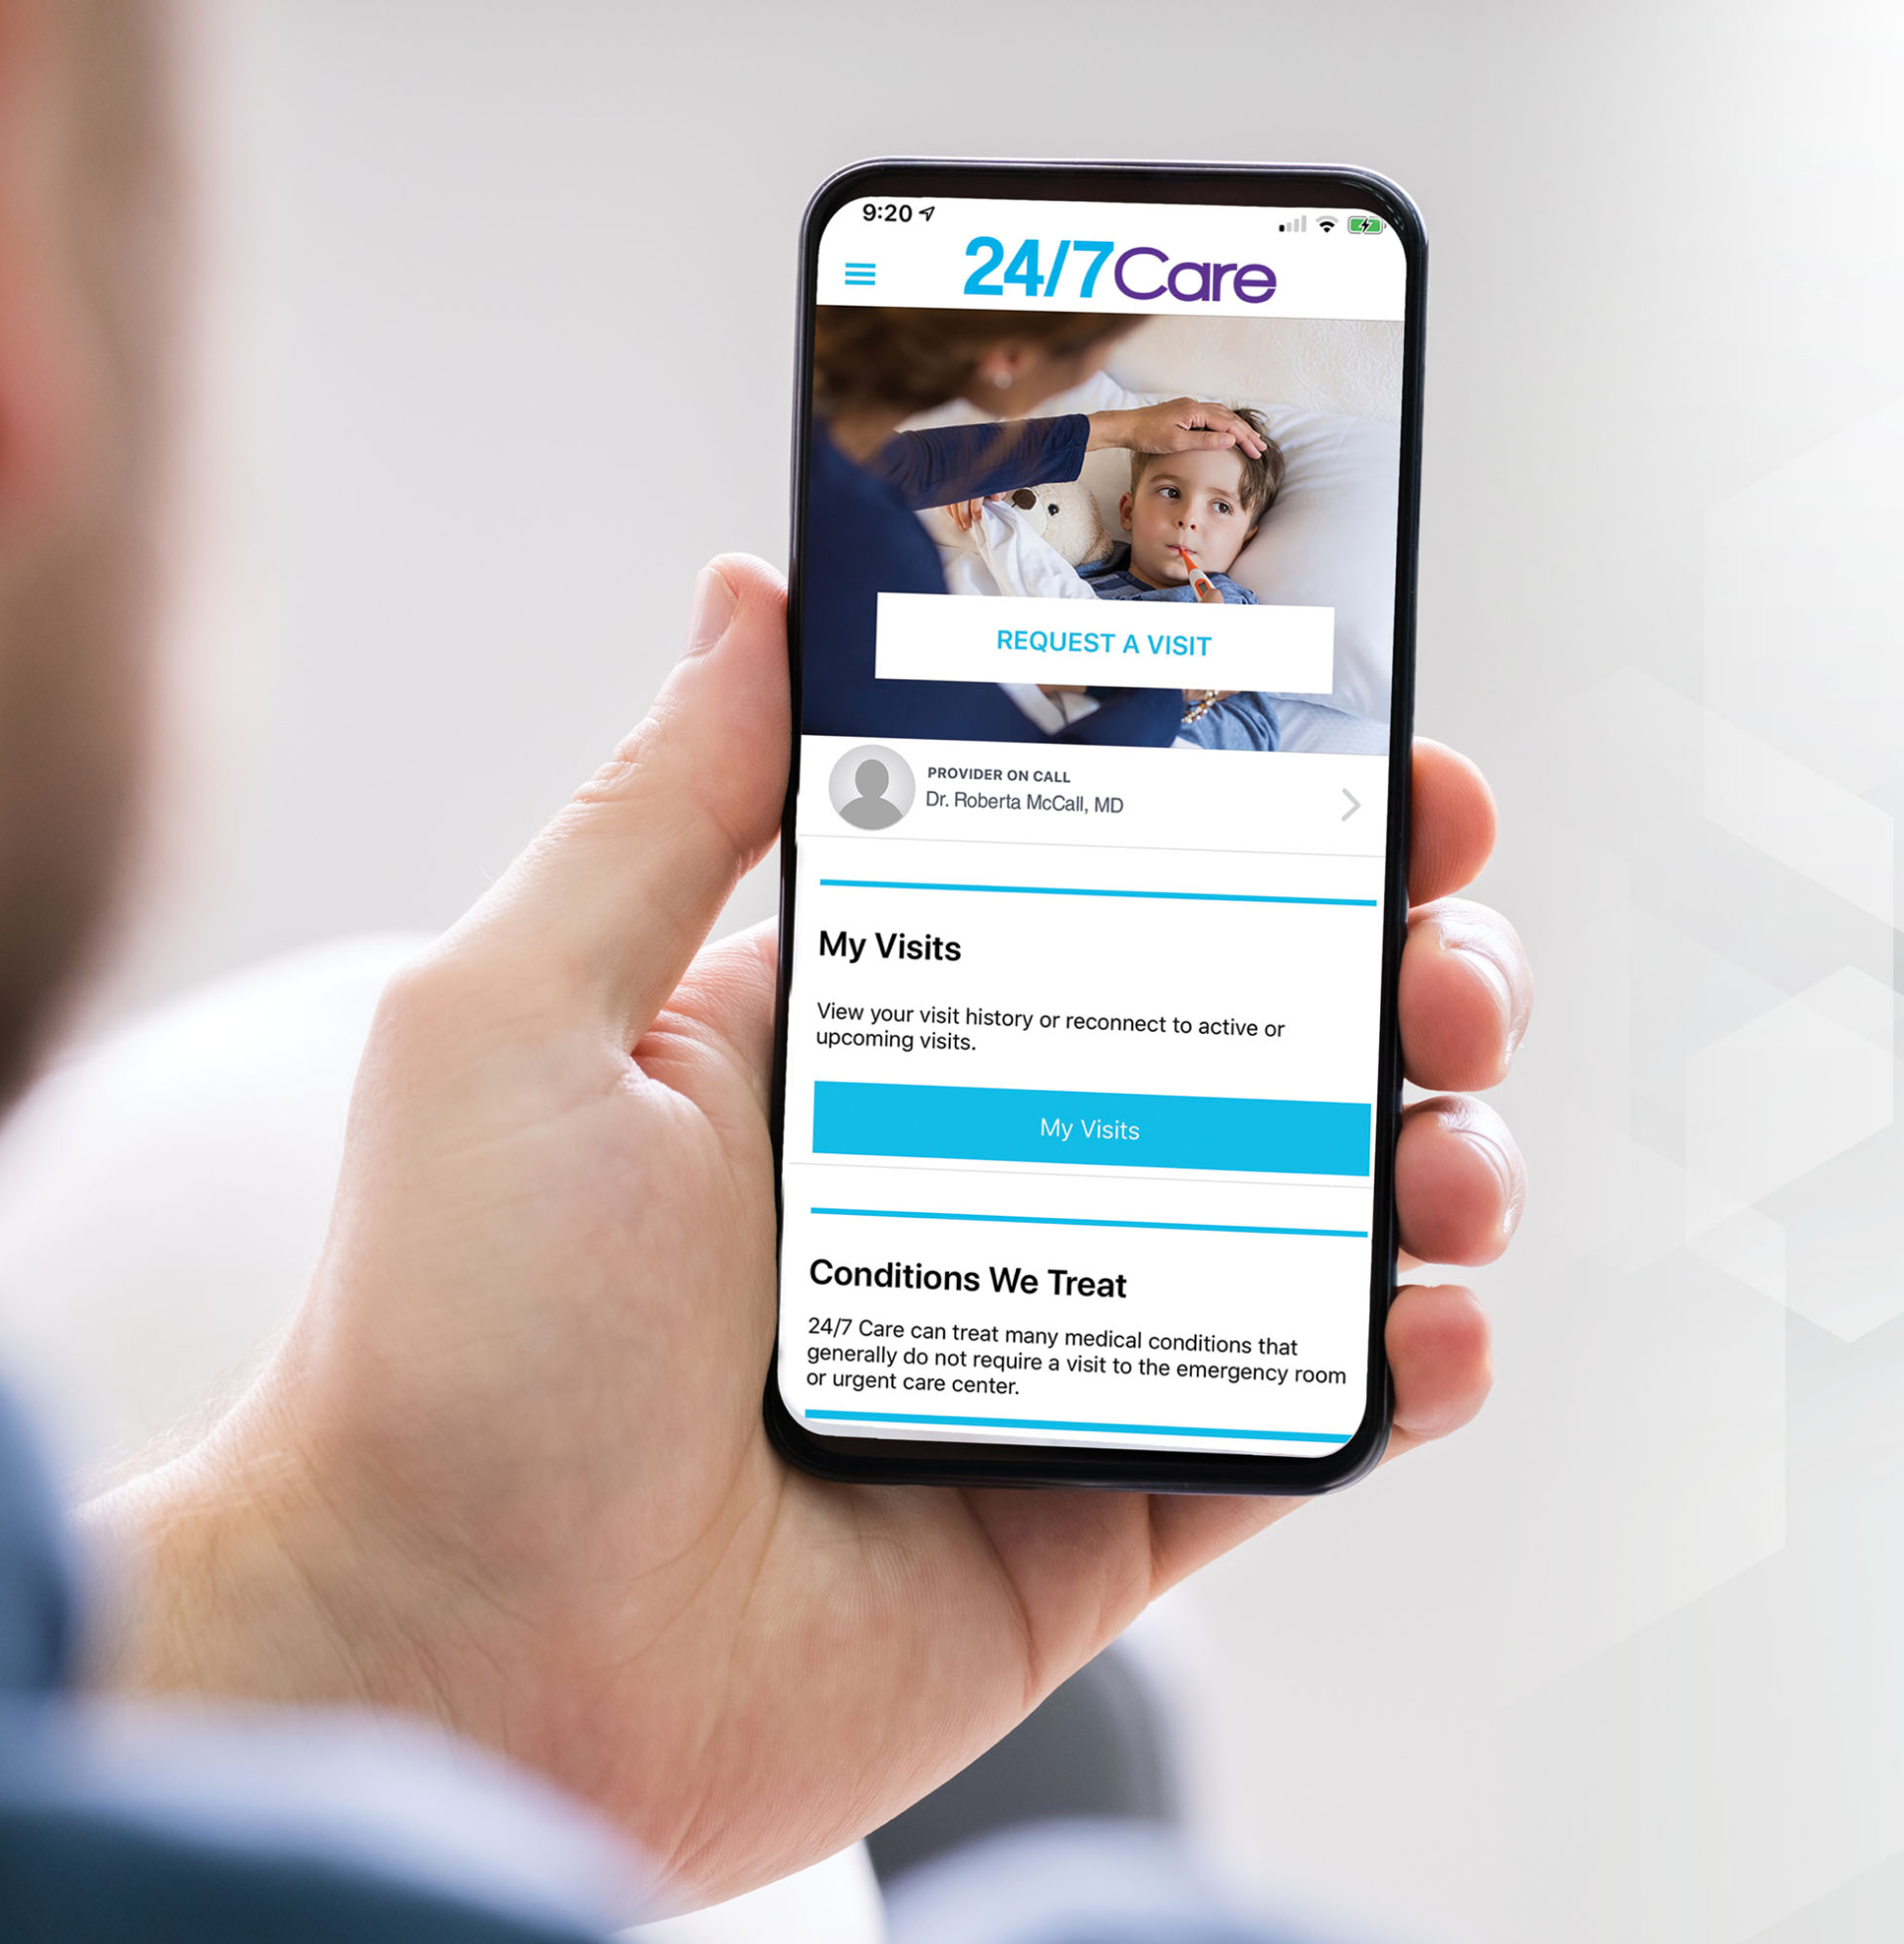 9:20
24/7Care
REQUEST A VISIT
PROVIDER ON CALL
Dr. Roberta McCall, MD
My Visits
View your visit history or reconnect to active or
upcoming visits.
My Visits
Conditions We Treat
24/7 Care can treat many medical conditions that
generally do not require a visit to the emergency room
or urgent care center.